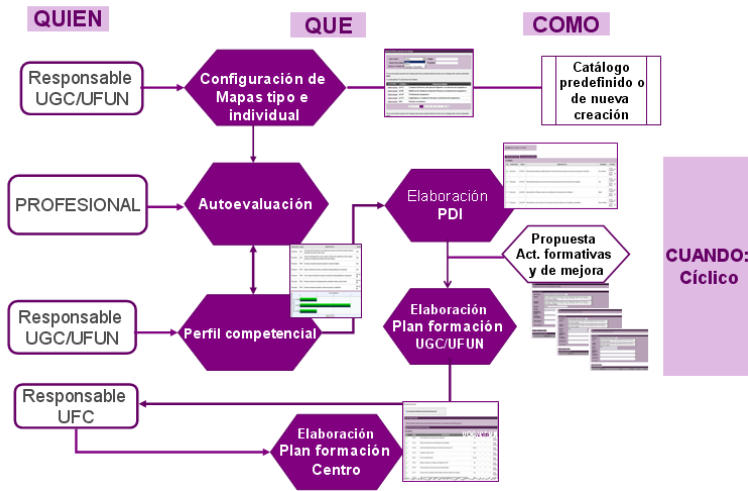 QUIEN
QUE
COMO
Responsable
UGC/UFUN
Configuración de
Mapas tipo e
individual
Catálogo
predefinido o
de nueva
creación
PROFESIONAL
Autoevaluación
Elaboración
PDI
CUANDO:
Cíclico
Propuesta
Act. formativas
y de mejora
Responsable
UGC/UFUN
Perfil competencial
Elaboración
Plan formación
UGC/UFUN
Responsable
UFC
Elaboración
Plan formación
Centro